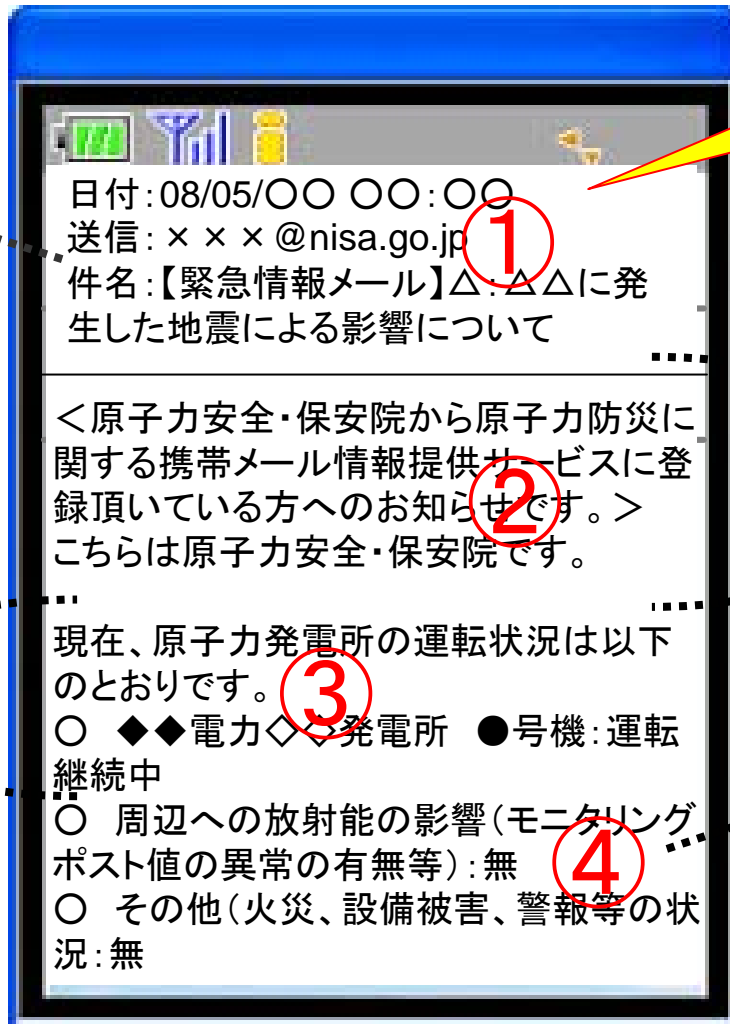 日付：08/05/〇〇 〇〇：〇〇
送信：×××@nisa.go.jp
①
件名：【緊急情報メール】△：△△に発
生した地震による影響について
＜原子力安全・保安院から原子力防災に
関する携帯メール情報提供サービスに登
録頂いている方へのお知らせです。＞
②
こちらは原子力安全・保安院です。
現在、原子力発電所の運転状況は以下
のとおりです。
③
〇　◆◆電力◇◇発電所　●号機：運転
継続中
〇　周辺への放射能の影響（モニタリング
ポスト値の異常の有無等）：無
④
〇　その他（火災、設備被害、警報等の状
況：無